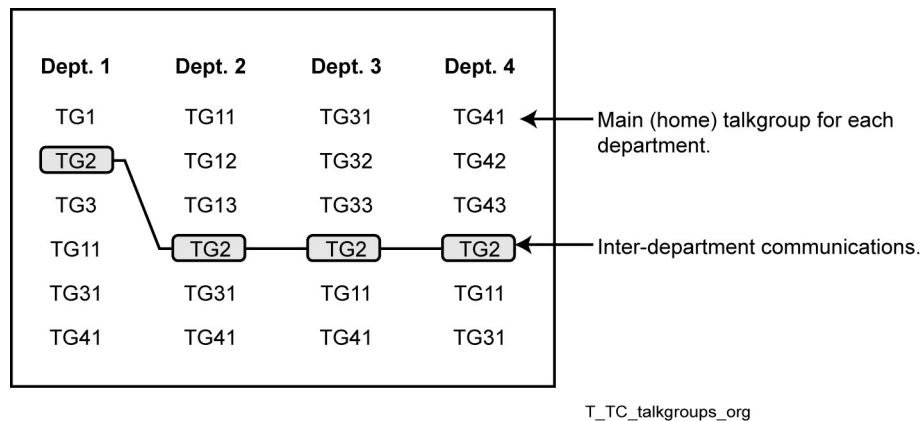 Dept. 1 Dept. 2 Dept. 3 Dept. 4
TG1 TG11 TG31 TG41 Main (home) talkgroup for each
department.
TG2 TG12 TG32 TG42
TG3 TG13 TG33 TG43
TG11 TG2 TG2 TG2 Inter-department communications.
TG31 TG31 TG11 TG11
TG41 TG41 TG41 TG31
T_TC_talkgroups_org